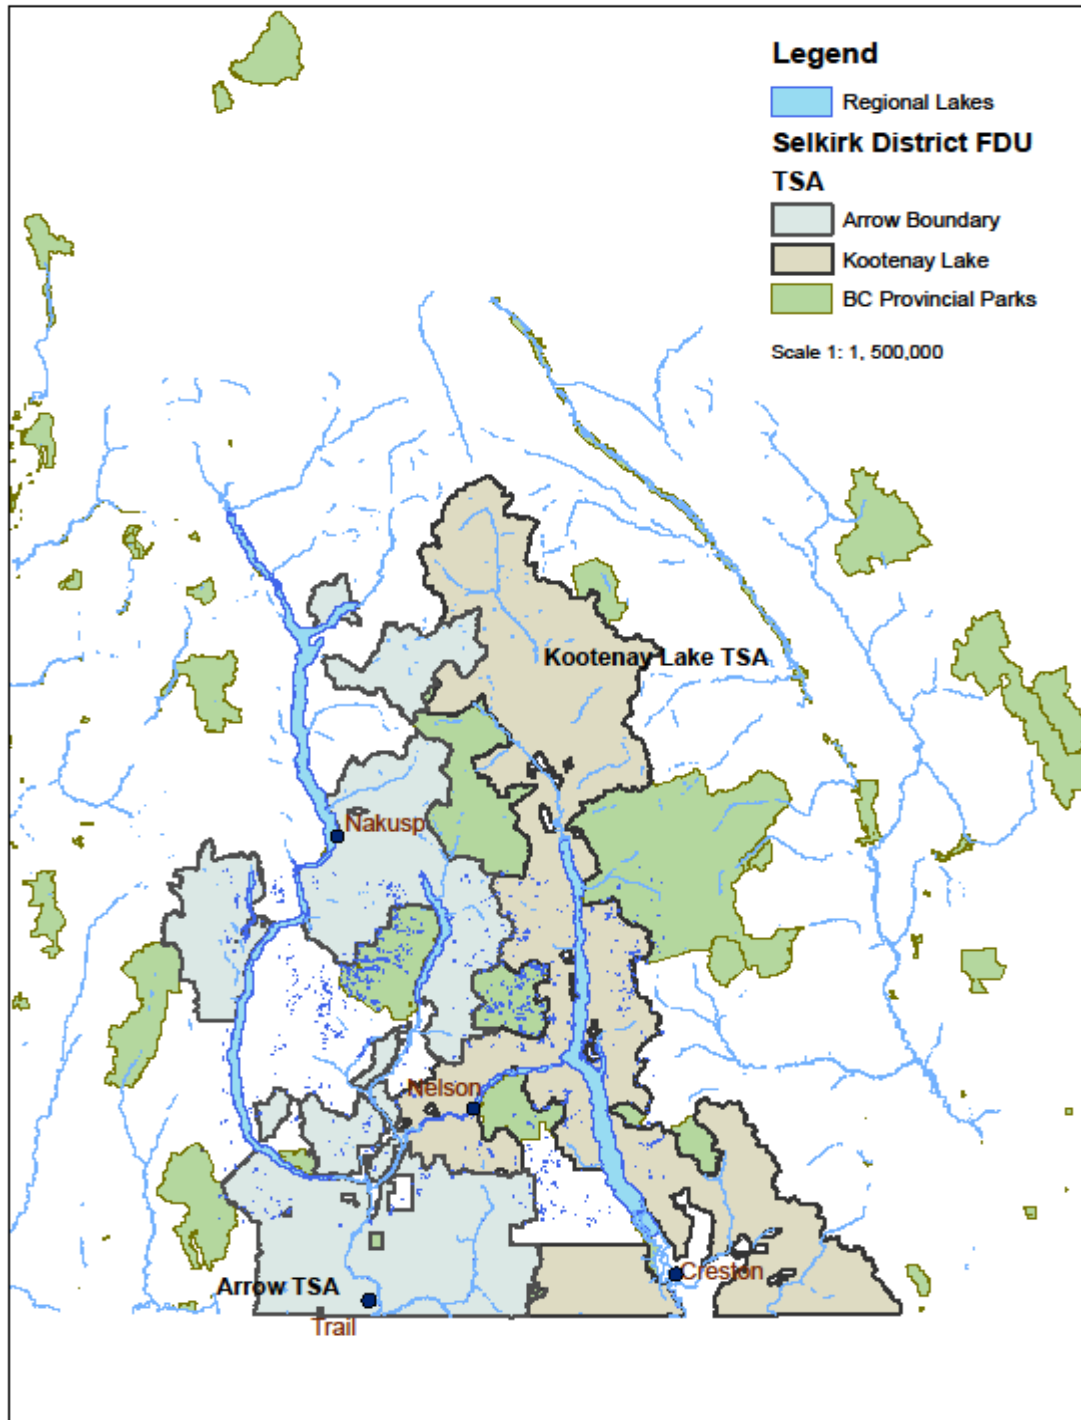 Legend
Regional Lakes
Selkirk District FDU
TSA
Arrow Boundary
Kootenay Lake
BC Provincial Parks
Scale 1: 1, 500,000
Kootenay Lake TSA
Nakusp
Nelson
Creston
Arrow TSA
Trail